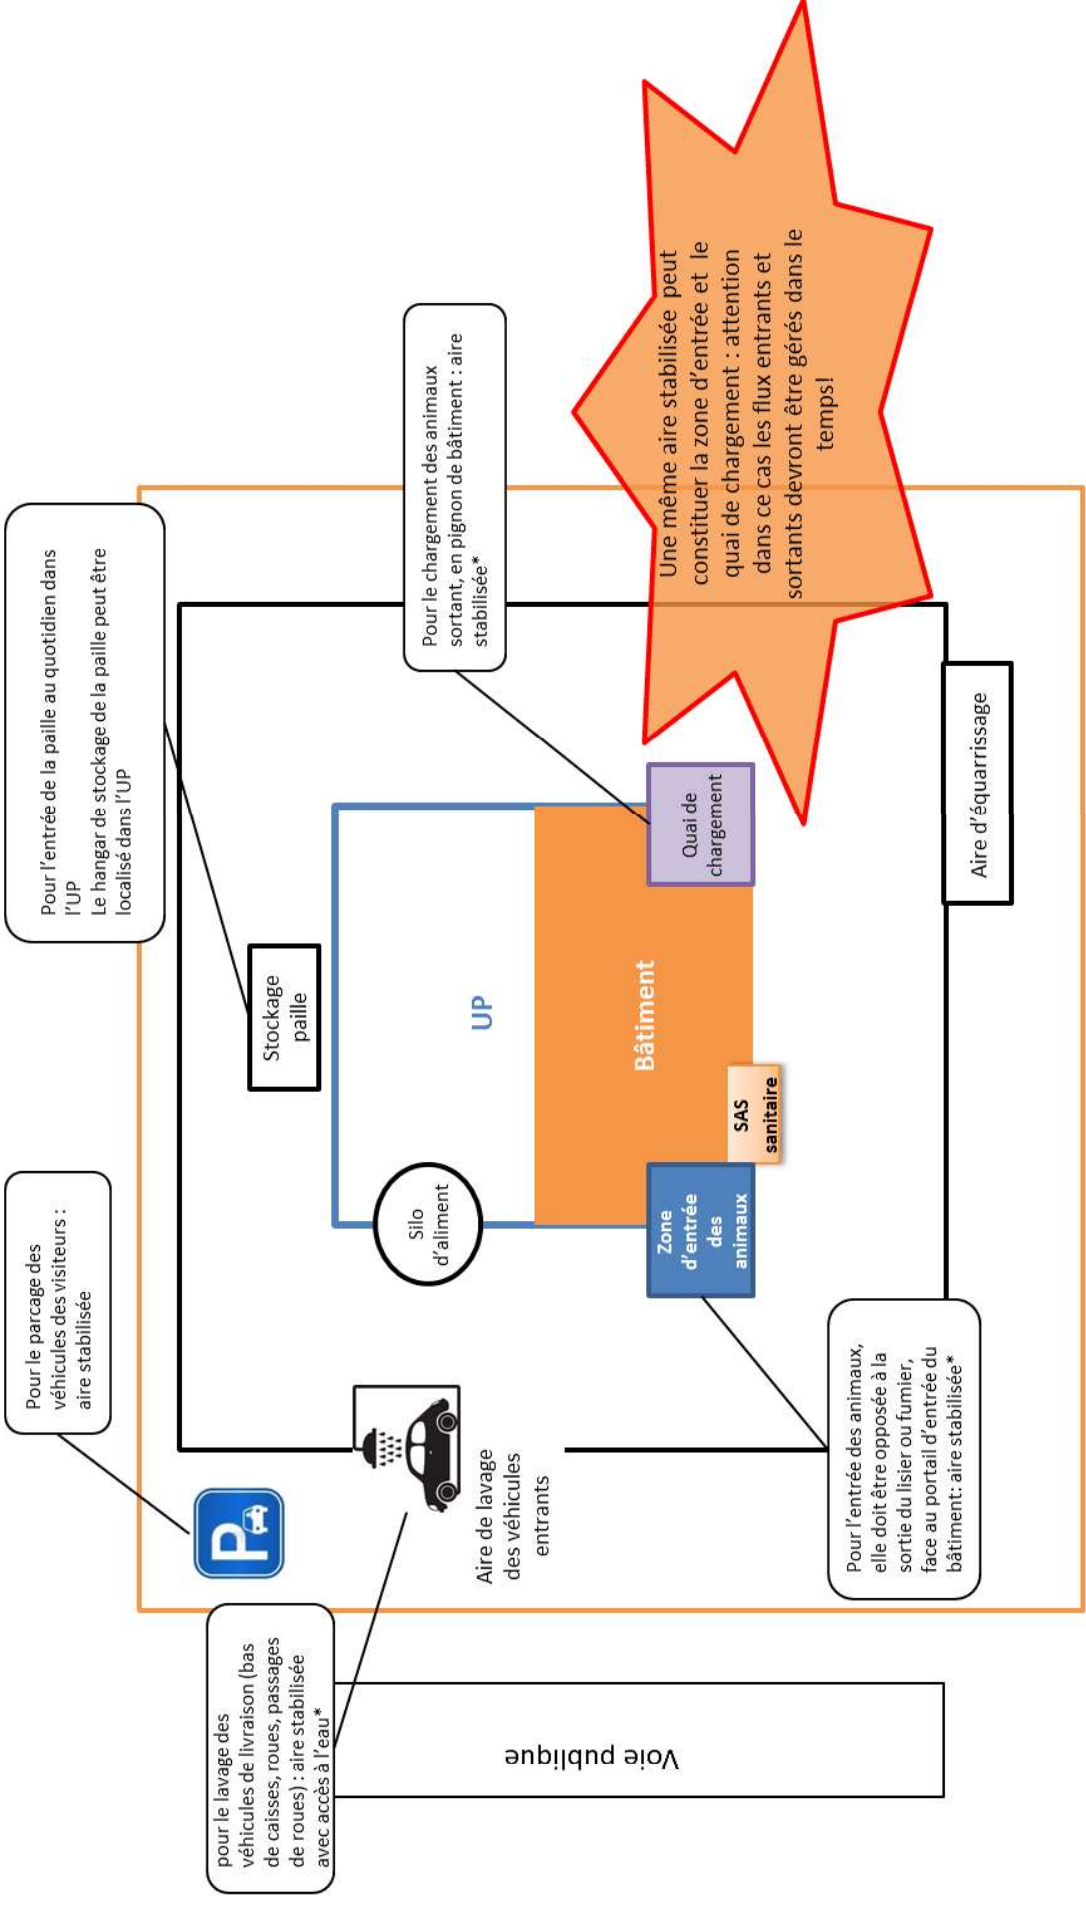 Pour le parcage des
véhicules des visiteurs :
aire stabilisée
Pour l'entrée de la paille au quotidien dans
l'UP
Le hangar de stockage de la paille peut être
localisé dans l'UP
P
pour le lavage des
véhicules de livraison (bas
de caisses, roues, passages
de roues) : aire stabilisée
avec accès à l'eau*
Stockage
paille
Pour le chargement des animaux
sortant, en pignon de bâtiment : aire
stabilisée*
Silo
d'aliment
UP
Aire de lavage
des véhicules
entrants
Voie publique
Bâtiment
Zone
d'entrée
des
animaux
SAS
sanitaire
Quai de
chargement
Une même aire stabilisée peut
constituer la zone d'entrée et le
quai de chargement : attention
dans ce cas les flux entrants et
sortants devront être gérés dans le
temps!
Pour l'entrée des animaux,
elle doit être opposée à la
sortie du lisier ou fumier,
face au portail d'entrée du
bâtiment: aire stabilisée*
Aire d'équarrissage